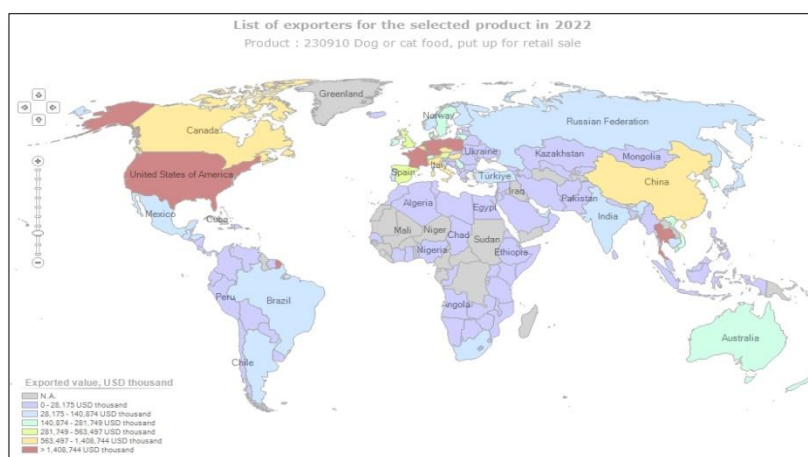 List of exporters for the selected product in 2022
Product : 230910 Dog or cat food, put up for retail sale
Greenland
Norway
Russian Federation
Canada
Ukraine
Kazakhstan
Mongolia
United States of America
Spain
Italy
Türkiye
China
Iraq
Pakistan
Algeria
Egypt
Mexico
Cuba
India
Mali
Niger
Chad
Sudan
Nigeria
Ethiopia
Peru
Brazil
Angola
Chile
Australia
Exported value, USD thousand
N.A.
0 - 28,175 USD thousand
28,175 - 140,874 USD thousand
140,874 - 281,749 USD thousand
281,749 - 563,497 USD thousand
563,497 - 1,408,744 USD thousand
> 1,408,744 USD thousand